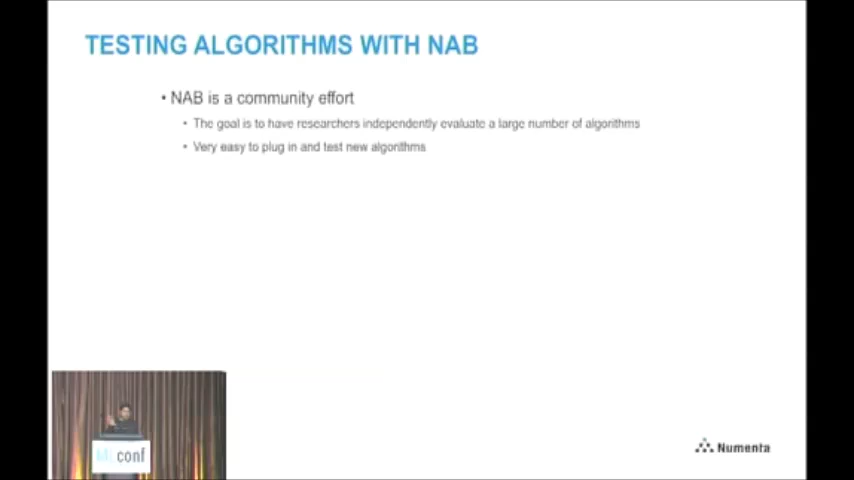 TESTING ALGORITHMS WITH NAB
• NAB is a community effort
• The goal is to have researchers independently evaluate a large number of algorithms
• Very easy to plug in and test new algorithms
conf
Numenta